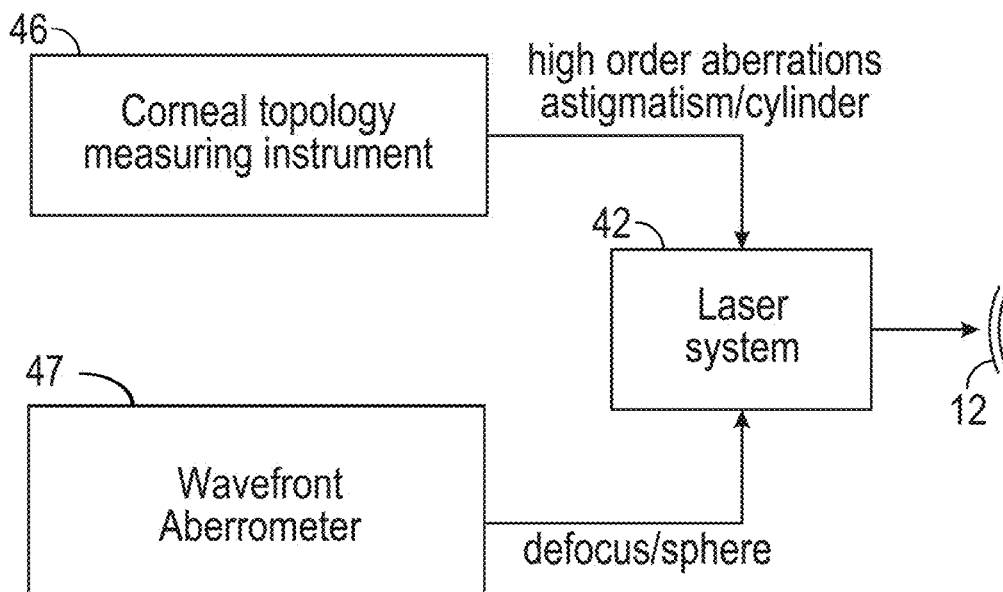 46
Corneal topology
measuring instrument
high order aberrations
astigmatism/cylinder
42
Laser
system
12
47
Wavefront
Aberrometer
defocus/sphere